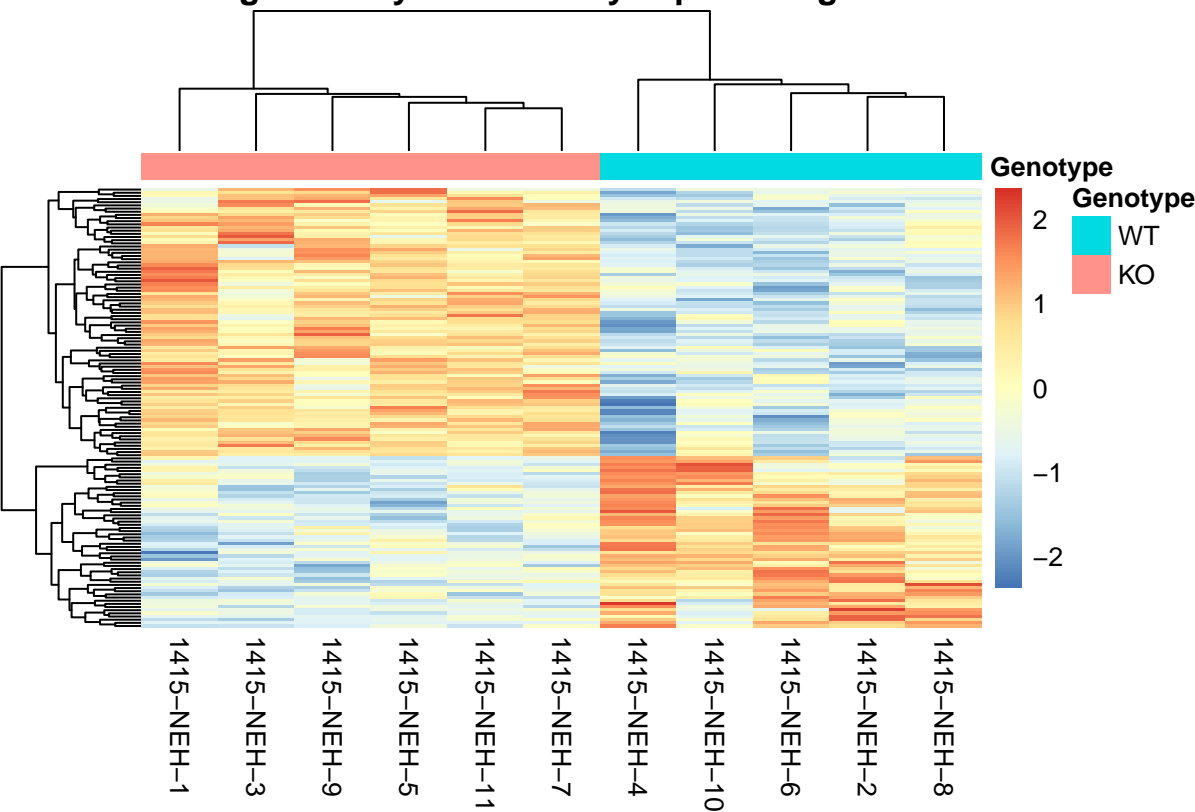 Genotype
Genotype
WT
KO
2
1
0
−1
−2
1415−NEH−1
1415−NEH−3
1415−NEH−9
1415−NEH−5
1415−NEH−11
1415−NEH−7
1415−NEH−4
1415−NEH−10
1415−NEH−6
1415−NEH−2
1415−NEH−8